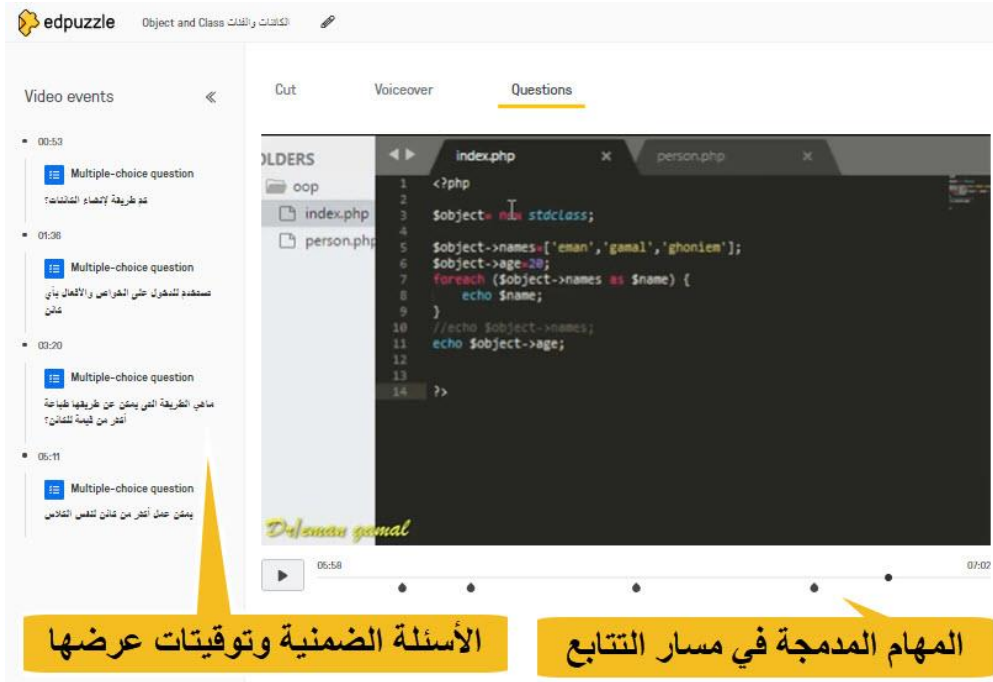 edpuzzle
Object and Class الكائنات والفئات
Video events
«
00:53
Multiple-choice question
كم طريقة لإنشاء الكائنات؟
01:36
Multiple-choice question
تستخدم للدخول على الخواص والأفعال بأي
كائن
03:20
Multiple-choice question
ماهي الطريقة التي يمكن عن طريقها طباعة
أكثر من قيمة للكائن؟
05:11
Multiple-choice question
يمكن عمل أكثر من كائن لنفس الكلاس
Cut Voiceover Questions
OLDERS
oop
index.php
person.php
index.php × person.php ×
1 <?php
2
3 $object= new stdclass;
4
5 $object->names=['eman','gamal','ghoniem'];
6 $object->age=20;
7 foreach ($object->names as $name) {
8 echo $name;
9 }
10 //echo $object->names;
11 echo $object->age;
12
13
14 ?>
Dr/eman gamal
05:58 07:02
الأسئلة الضمنية وتوقيتات عرضها
المهام المدمجة في مسار التتابع